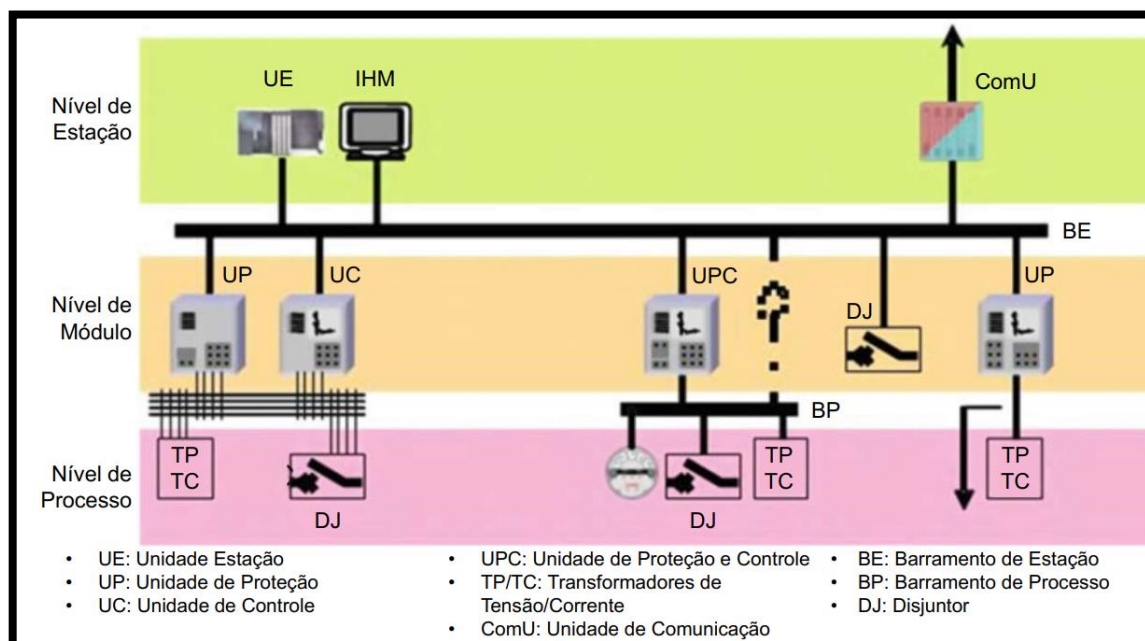 UE
IHM
ComU
Nível de
Estação
BE
UP
UC
UPC
UP
Nível de
Módulo
DJ
BP
TP
TC
TP
TC
TP
TC
Nível de
Processo
DJ
DJ
• UE: Unidade Estação
• UP: Unidade de Proteção
• UC: Unidade de Controle
• UPC: Unidade de Proteção e Controle
• TP/TC: Transformadores de
Tensão/Corrente
• ComU: Unidade de Comunicação
• BE: Barramento de Estação
• BP: Barramento de Processo
• DJ: Disjuntor